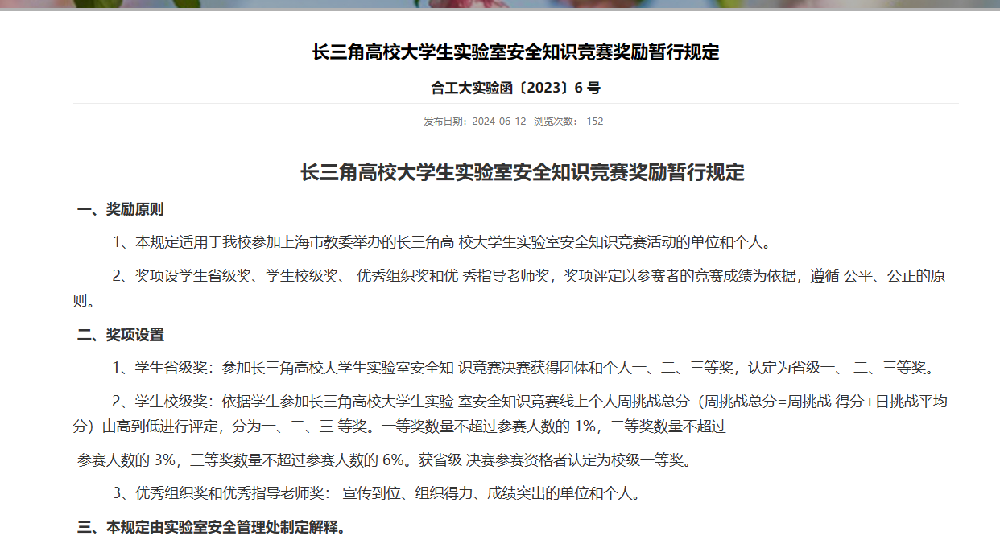 长三角高校大学生实验室安全知识竞赛奖励暂行规定
合工大实验函〔2023〕6 号
发布日期：2024-06-12 浏览次数： 152
长三角高校大学生实验室安全知识竞赛奖励暂行规定
一、奖励原则
1、本规定适用于我校参加上海市教委举办的长三角高 校大学生实验室安全知识竞赛活动的单位和个人。
2、奖项设学生省级奖、学生校级奖、 优秀组织奖和优 秀指导老师奖，奖项评定以参赛者的竞赛成绩为依据，遵循 公平、公正的原
则。
二、奖项设置
1、学生省级奖：参加长三角高校大学生实验室安全知 识竞赛决赛获得团体和个人一、二、三等奖，认定为省级一、 二、三等奖。
2、学生校级奖：依据学生参加长三角高校大学生实验 室安全知识竞赛线上个人周挑战总分（周挑战总分=周挑战 得分+日挑战平均
分）由高到低进行评定，分为一、二、三 等奖。一等奖数量不超过参赛人数的 1%，二等奖数量不超过
参赛人数的 3%，三等奖数量不超过参赛人数的 6%。获省级 决赛参赛资格者认定为校级一等奖。
3、优秀组织奖和优秀指导老师奖： 宣传到位、组织得力、成绩突出的单位和个人。
三、本规定由实验室安全管理处制定解释。